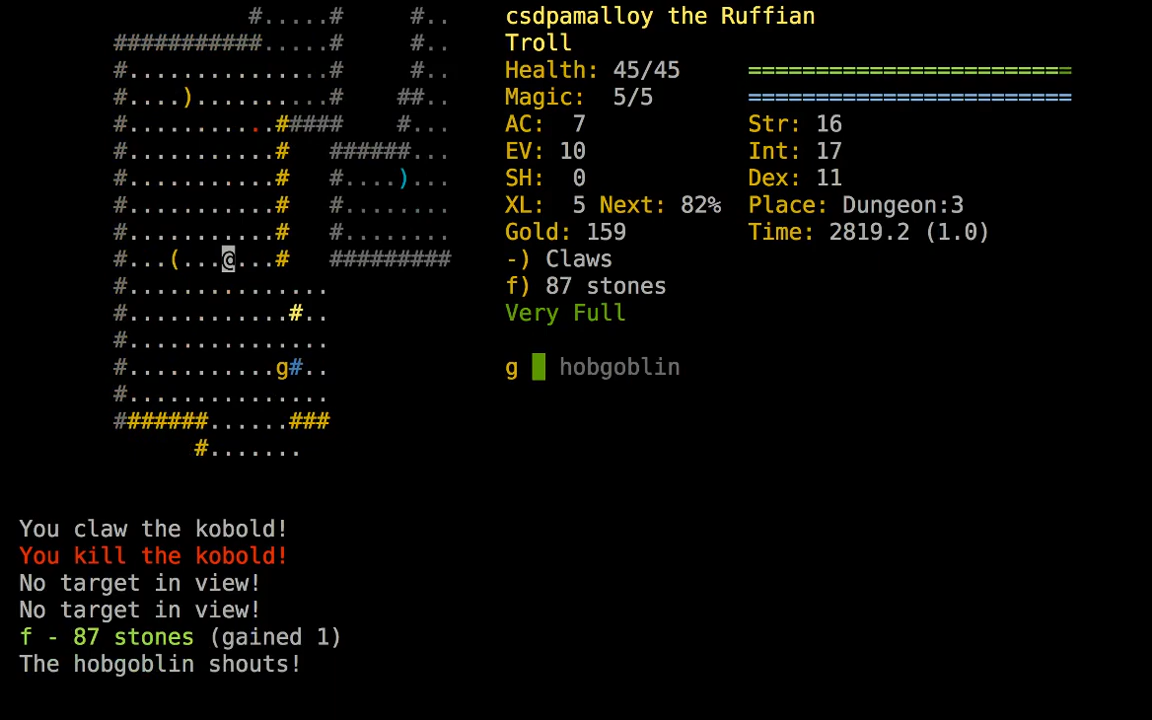 #.....#      #..
###########.....#     #..
#...............#     #..
#....).........#    ##..
#..........#####    #...
#...........#   ######...
#...........#   #....)...
#...........#   #........
#...........#   #........
#...(...@...#   #########
#...............
#............#..
#...............
#...........g#..
#...............
#######......###
#.......
csdpamalloy the Ruffian
Troll
Health: 45/45 ========================
Magic: 5/5 ========================
AC: 7 Str: 16
EV: 10 Int: 17
SH: 0 Dex: 11
XL: 5 Next: 82% Place: Dungeon:3
Gold: 159 Time: 2819.2 (1.0)
-) Claws
f) 87 stones
Very Full
g hobgoblin
You claw the kobold!
You kill the kobold!
No target in view!
No target in view!
f - 87 stones (gained 1)
The hobgoblin shouts!